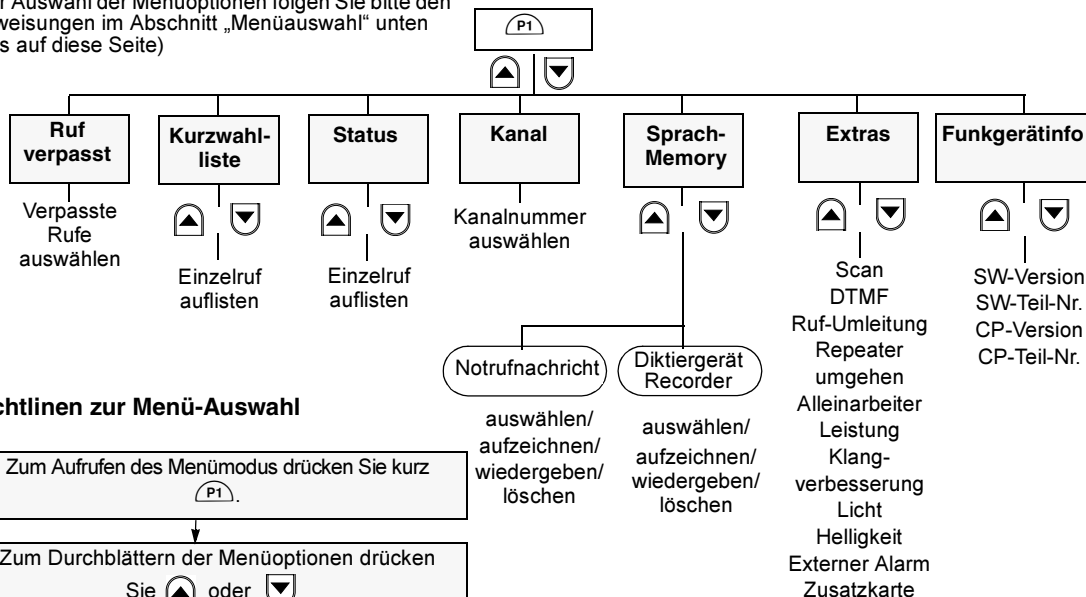 Auswahl der Menüoptionen folgen Sie bitte den
weisungen im Abschnitt „Menüauswahl“ unten
auf diese Seite)
P1
Ruf
verpasst
Verpasste
Rufe
auswählen
Kurzwahl-
liste
Einzelruf
auflisten
Status
Einzelruf
auflisten
Kanal
Kanalnummer
auswählen
Sprach-
Memory
Notrufnachricht
auswählen/
aufzeichnen/
wiedergeben/
löschen
Diktiergerät
Recorder
auswählen/
aufzeichnen/
wiedergeben/
löschen
Extras
Scan
DTMF
Ruf-Umleitung
Repeater
umgehen
Alleinarbeiter
Leistung
Klang-
verbesserung
Licht
Helligkeit
Externer Alarm
Zusatzkarte
Funkgerätinfo
SW-Version
SW-Teil-Nr.
CP-Version
CP-Teil-Nr.
chtlinen zur Menü-Auswahl
Zum Aufrufen des Menümodus drücken Sie kurz
P1.
Zum Durchblättern der Menüoptionen drücken
Sie oder